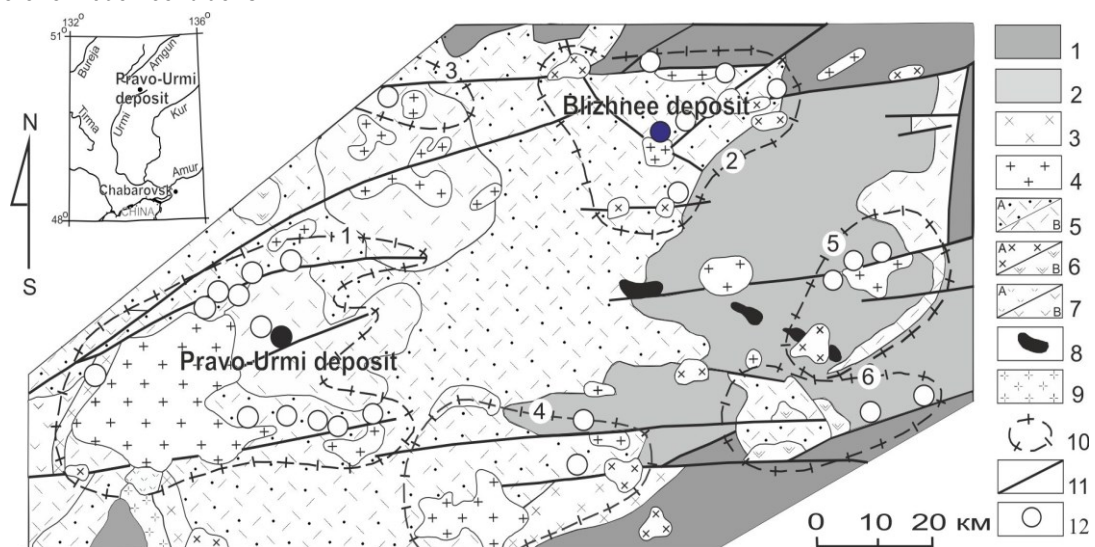 132° 136°
51°
Bureja
Amgun
Pravo-Urmi
deposit
Urmi
Kur
Tirma
Amur
Chabarovsk
CHINA
48°
N
S
3
Blizhnee deposit
2
1
5
Pravo-Urmi deposit
6
4
0 10 20 км
1
2
3
4
A B 5
A B 6
A B 7
8
9
10
11
12